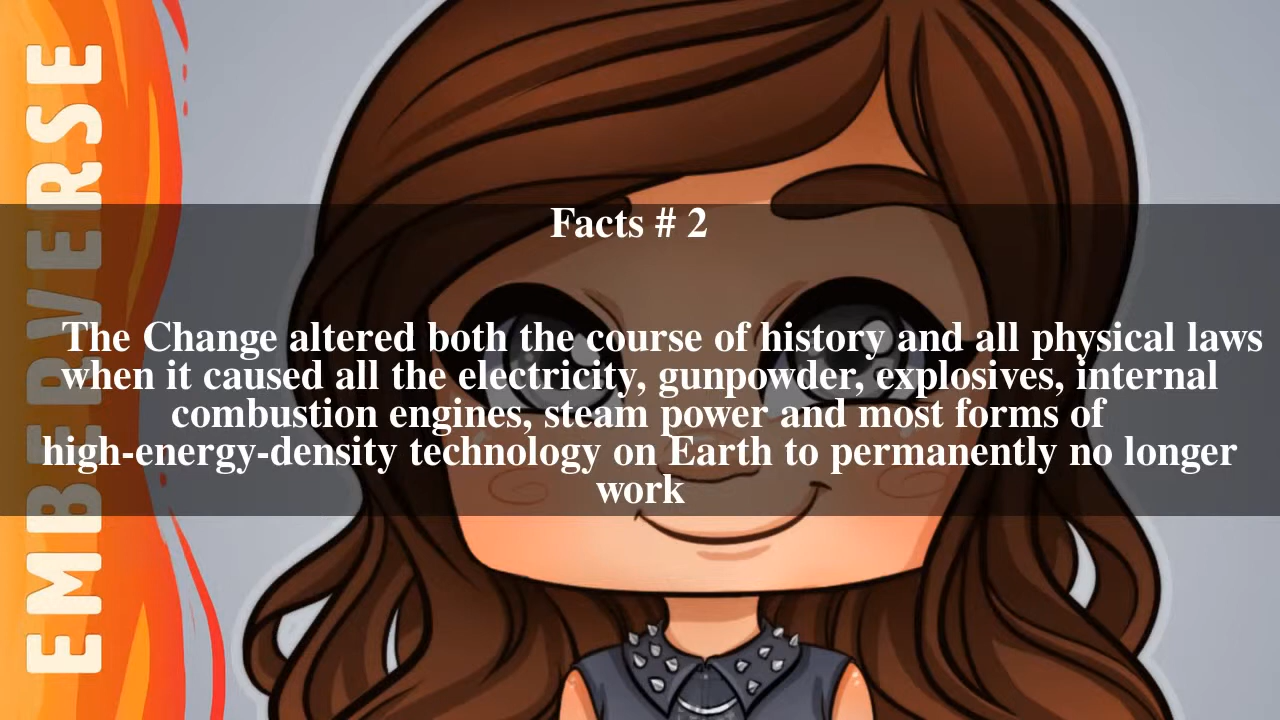 EMBERVERSE
Facts # 2
The Change altered both the course of history and all physical laws
when it caused all the electricity, gunpowder, explosives, internal
combustion engines, steam power and most forms of
high-energy-density technology on Earth to permanently no longer
work